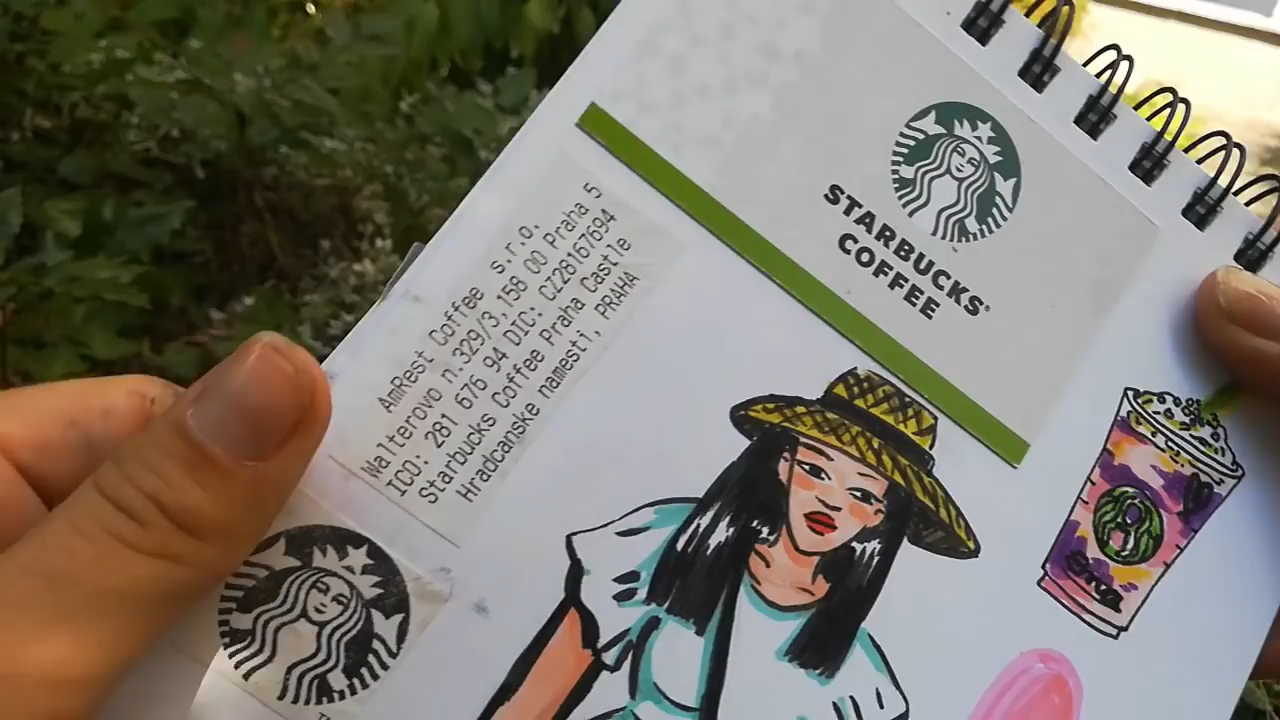 STARBUCKS®
COFFEE
AmRest Coffee s.r.o.
Walterovo n.329/3,158 00 Praha 5
ICO: 281 676 94 DIC: CZ28167694
Starbucks Coffee Praha Castle
Hradcanske namesti, PRAHA